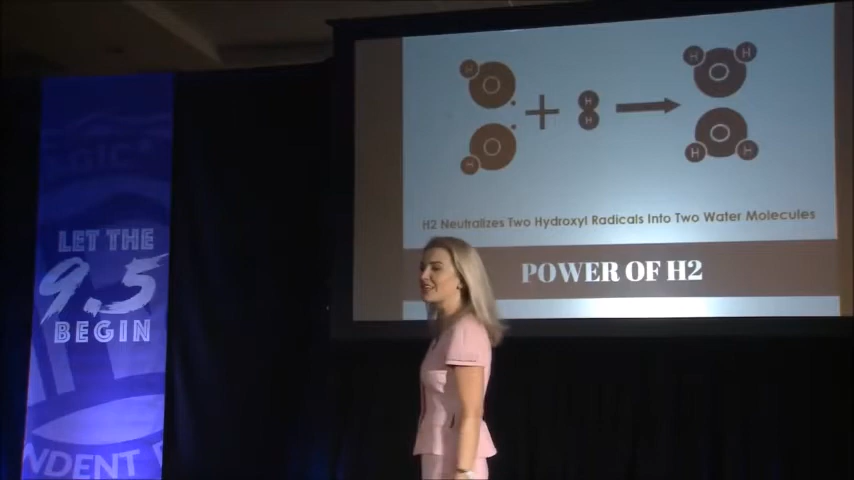 H O + H H → H O H
H O H O H
H2 Neutralizes Two Hydroxyl Radicals Into Two Water Molecules
POWER OF H2
LET THE
9.5
BEGIN